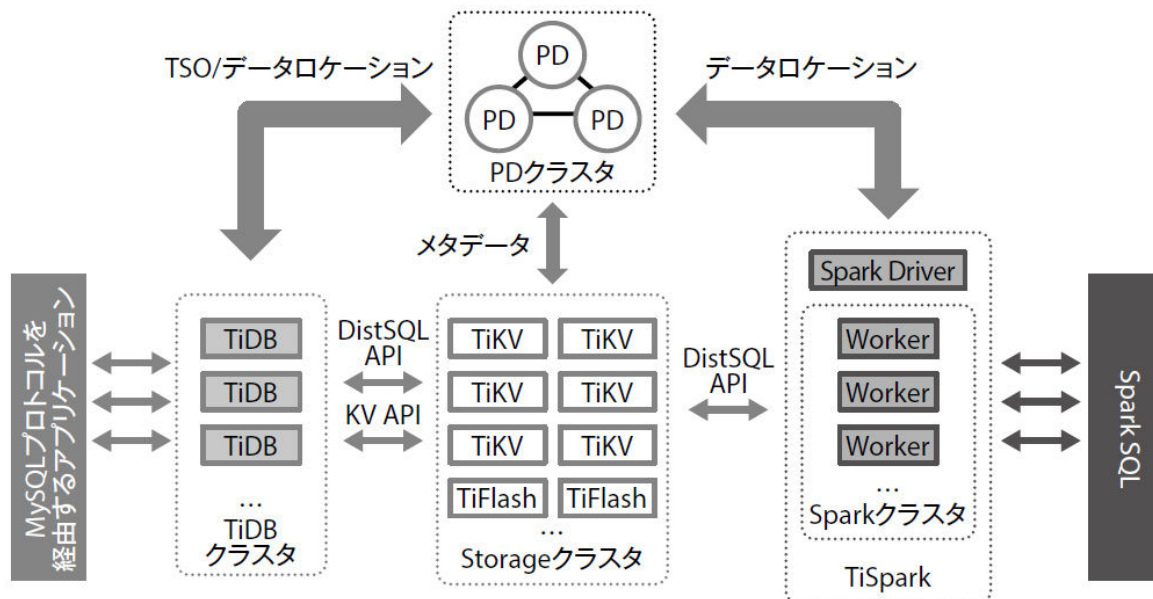 TSO/データロケーション
PD
PD
PD
PDクラスタ
データロケーション
メタデータ
MySQLプロトコルを
経由するアプリケーション
TiDB
TiDB
TiDB
…
TiDB
クラスタ
DistSQL
API
KV API
TiKV
TiKV
TiKV
TiKV
TiKV
TiKV
TiFlash
TiFlash
…
Storageクラスタ
DistSQL
API
Spark Driver
Worker
Worker
Worker
…
Sparkクラスタ
TiSpark
Spark SQL